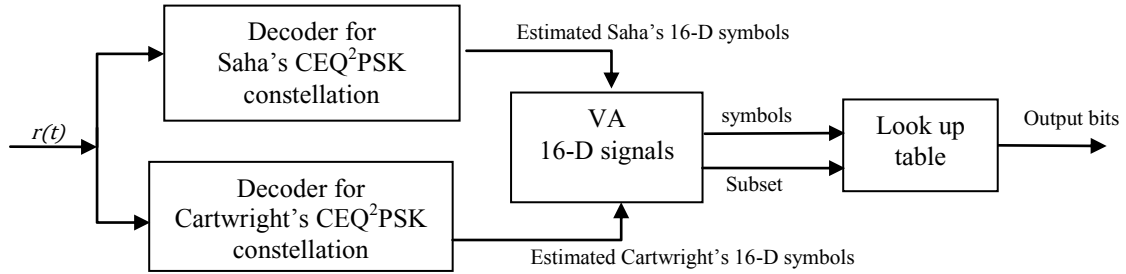 r(t)
Decoder for
Saha's CEQ²PSK
constellation
Estimated Saha's 16-D symbols
Decoder for
Cartwright's CEQ²PSK
constellation
Estimated Cartwright's 16-D symbols
VA
16-D signals
symbols
Subset
Look up
table
Output bits